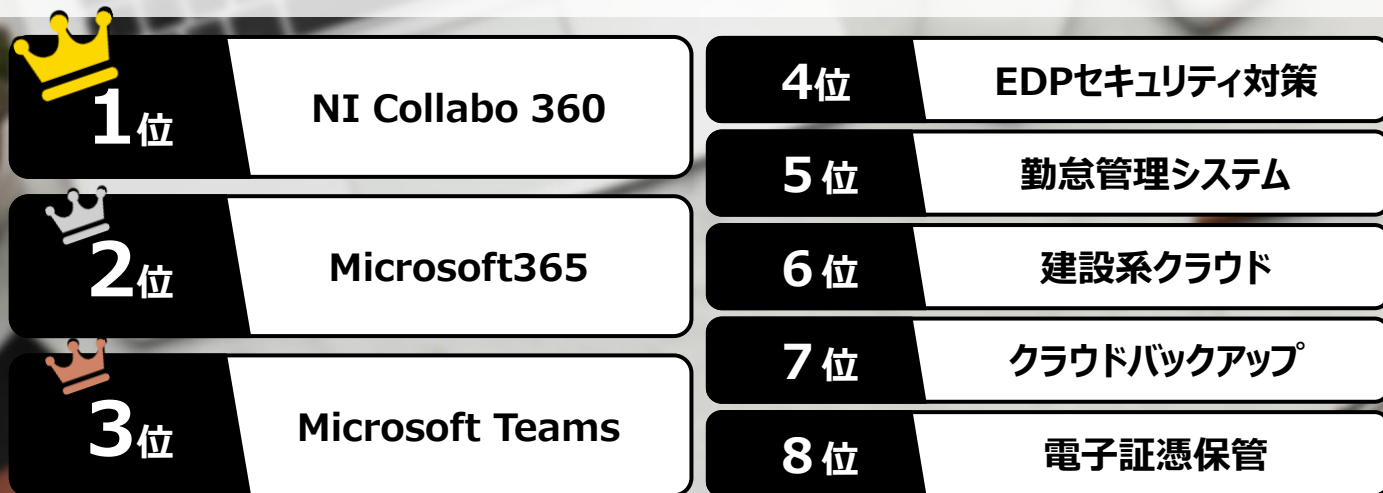 1位 NI Collabo 360
2位 Microsoft365
3位 Microsoft Teams
4位 EDPセキュリティ対策
5位 勤怠管理システム
6位 建設系クラウド
7位 クラウドバックアップ
8位 電子証憑保管